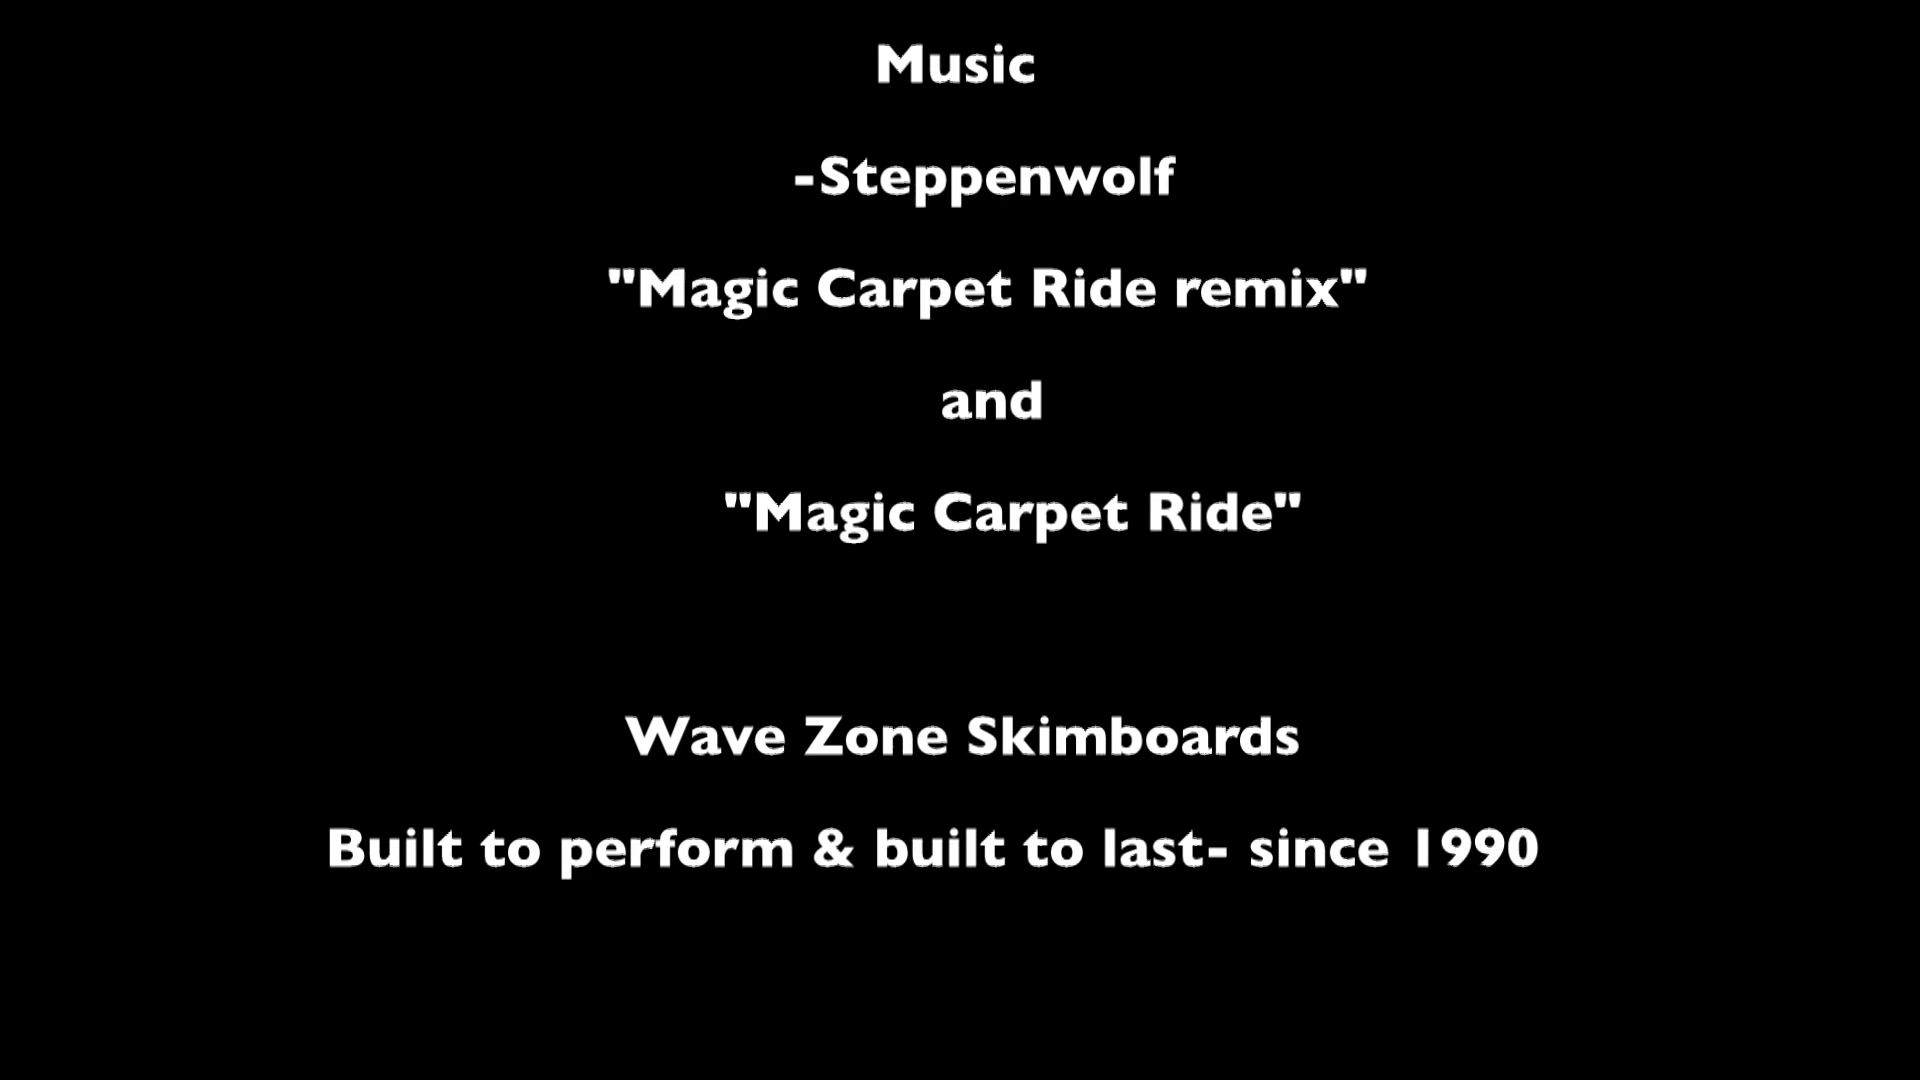 Music
-Steppenwolf
"Magic Carpet Ride remix"
and
"Magic Carpet Ride"
Wave Zone Skimboards
Built to perform & built to last- since 1990